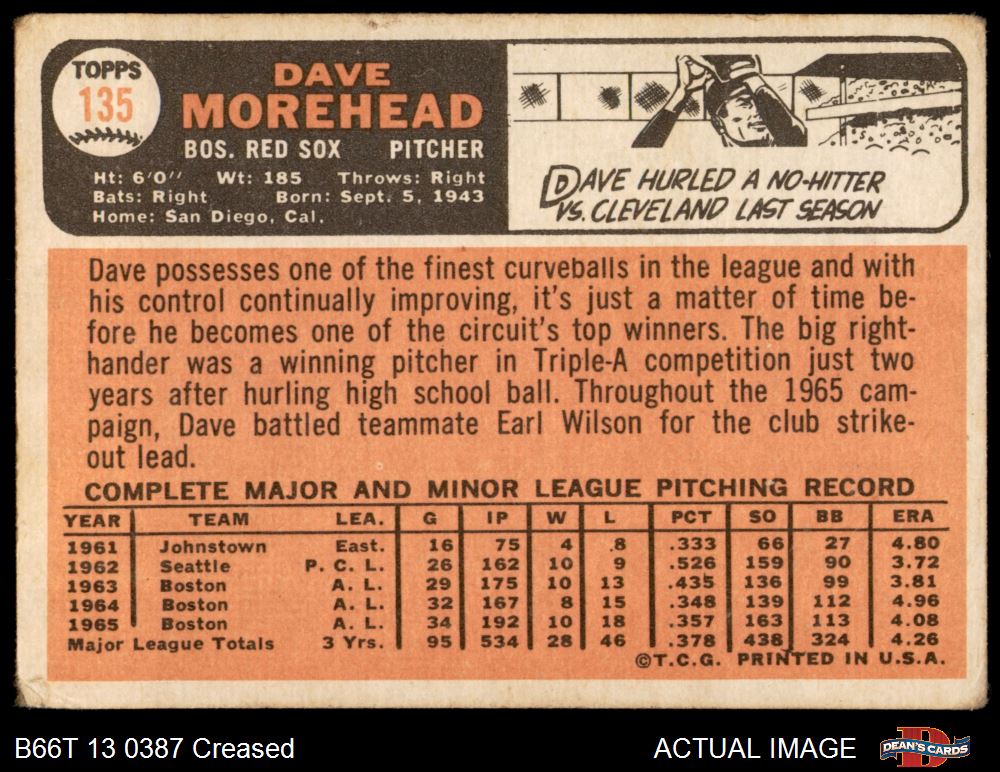 TOPPS
135
DAVE
MOREHEAD
BOS. RED SOX PITCHER
Ht: 6'0" Wt: 185 Throws: Right
Bats: Right Born: Sept. 5, 1943
Home: San Diego, Cal.
DAVE HURLED A NO-HITTER
VS. CLEVELAND LAST SEASON
Dave possesses one of the finest curveballs in the league and with
his control continually improving, it's just a matter of time be-
fore he becomes one of the circuit's top winners. The big right-
hander was a winning pitcher in Triple-A competition just two
years after hurling high school ball. Throughout the 1965 cam-
paign, Dave battled teammate Earl Wilson for the club strike-
out lead.
COMPLETE MAJOR AND MINOR LEAGUE PITCHING RECORD
YEAR TEAM LEA. G IP W L PCT SO BB ERA
1961 Johnstown East. 16 75 4 8 .333 66 27 4.80
1962 Seattle P. C. L. 26 162 10 9 .526 159 90 3.72
1963 Boston A. L. 29 175 10 13 .435 136 99 3.81
1964 Boston A. L. 32 167 8 15 .348 139 112 4.96
1965 Boston A. L. 34 192 10 18 .357 163 113 4.08
Major League Totals 3 Yrs. 95 534 28 46 .378 438 324 4.26
©T.C.G. PRINTED IN U.S.A.
B66T 13 0387 Creased
ACTUAL IMAGE
DEAN'S CARDS